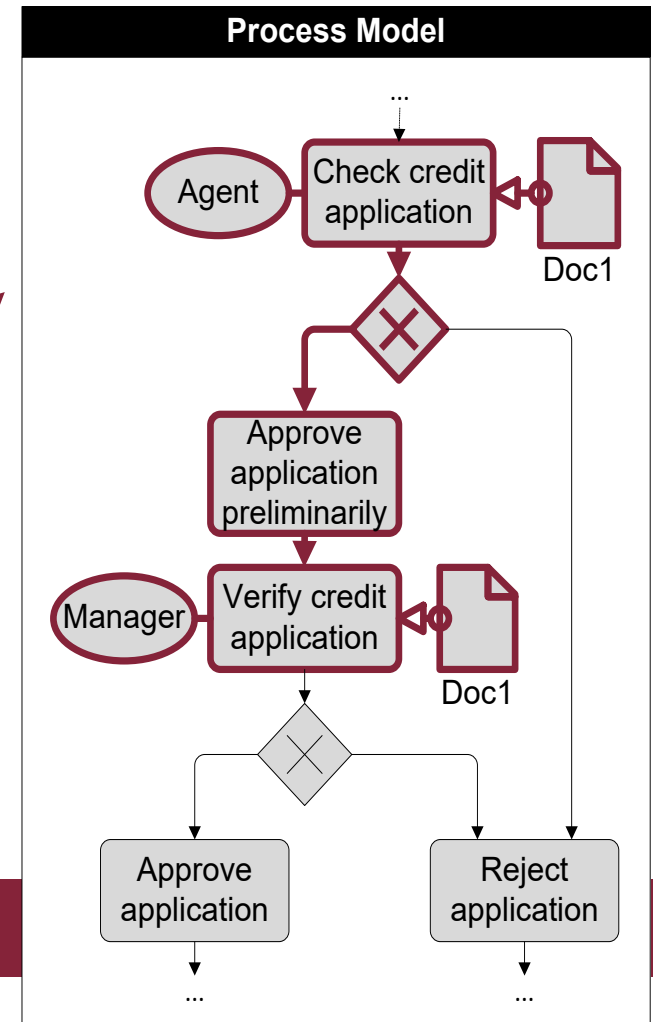 Process Model
...
Agent
Check credit
application
Doc1
Approve
application
preliminarily
Manager
Verify credit
application
Doc1
Approve
application
Reject
application
...
...